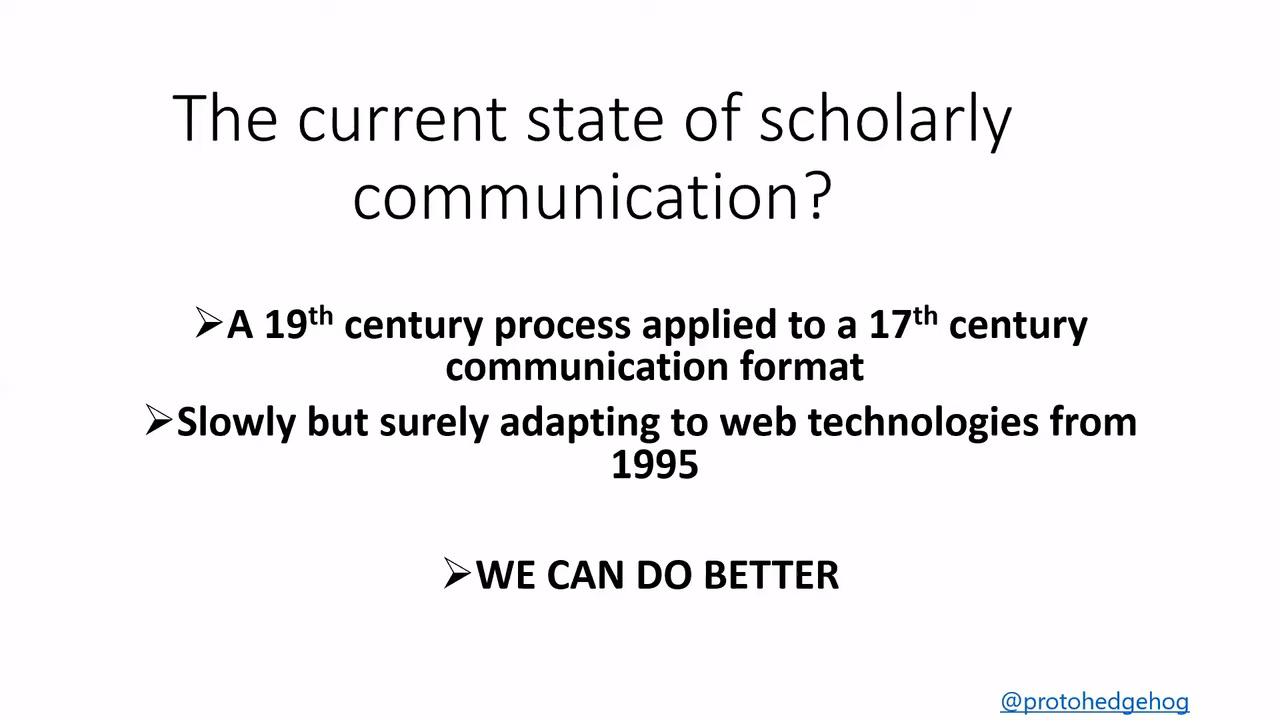 The current state of scholarly
communication?
➢A 19th century process applied to a 17th century
communication format
➢Slowly but surely adapting to web technologies from
1995
➢WE CAN DO BETTER
@protohedgehog